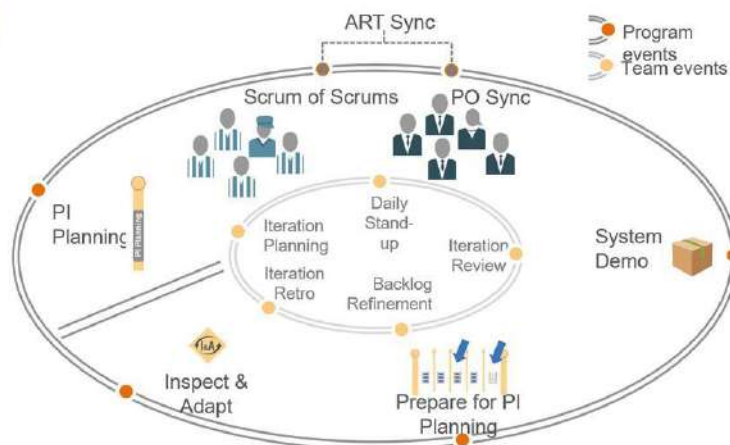 ART Sync
Program
events
Team events
Scrum of Scrums
PO Sync
PI
Planning
PI Planning
Daily
Stand-
up
Iteration
Planning
Iteration
Review
Iteration
Retro
Backlog
Refinement
System
Demo
I&A
Inspect &
Adapt
Prepare for PI
Planning